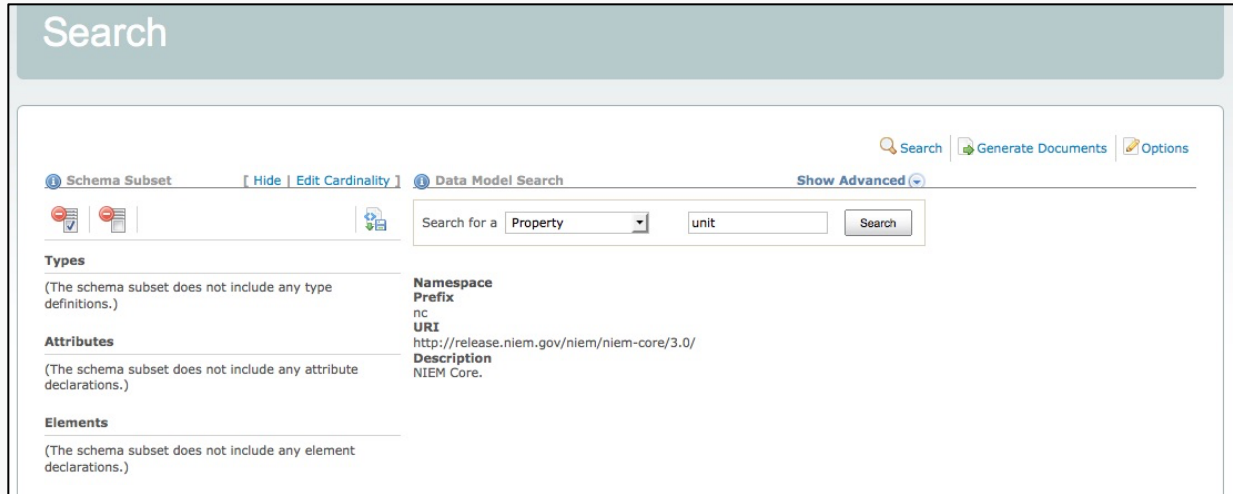 Search
Search
Generate Documents
Options
Schema Subset
[ Hide | Edit Cardinality ]
Types
(The schema subset does not include any type
definitions.)
Attributes
(The schema subset does not include any attribute
declarations.)
Elements
(The schema subset does not include any element
declarations.)
Data Model Search
Show Advanced
Search for a Property unit Search
Namespace
Prefix
nc
URI
http://release.niem.gov/niem/niem-core/3.0/
Description
NIEM Core.